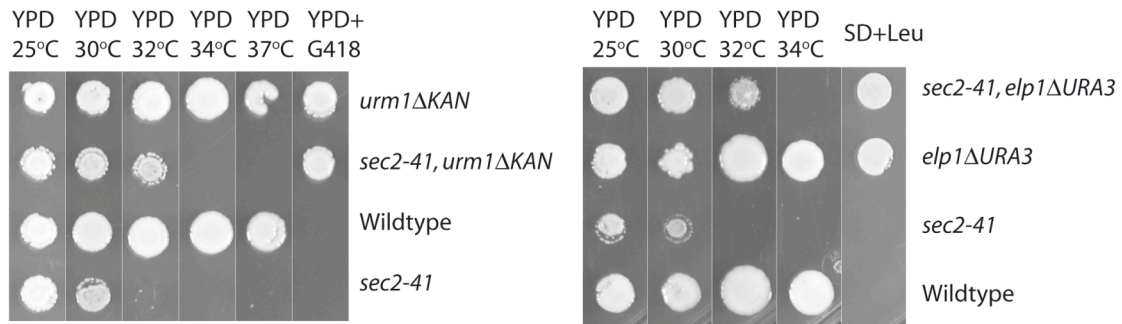 YPD YPD YPD YPD YPD YPD+
25°C 30°C 32°C 34°C 37°C G418
urm1ΔKAN
sec2-41, urm1ΔKAN
Wildtype
sec2-41
YPD YPD YPD YPD SD+Leu
25°C 30°C 32°C 34°C
sec2-41, elp1ΔURA3
elp1ΔURA3
sec2-41
Wildtype